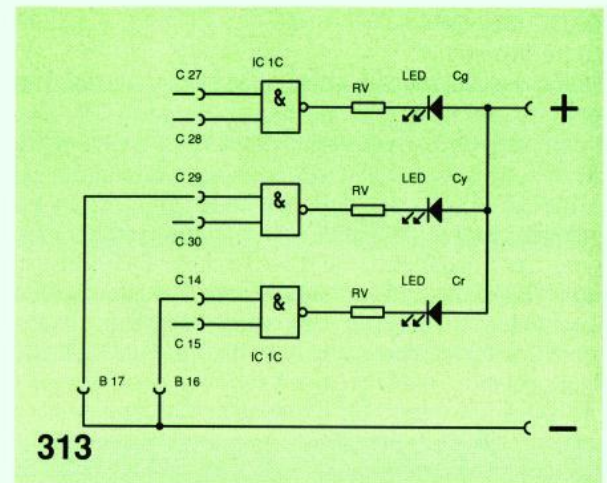 IC 1C
C 27
&
RV
LED
Cg
+
C 28
C 29
&
RV
LED
Cy
C 30
C 14
&
RV
LED
Cr
C 15
IC 1C
B 17
B 16
−
313